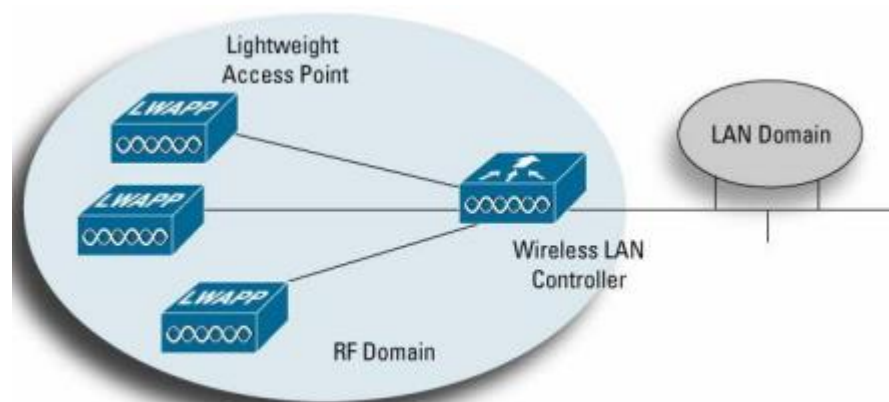 Lightweight
Access Point
LWAPP
LWAPP
LWAPP
Wireless LAN
Controller
RF Domain
LAN Domain